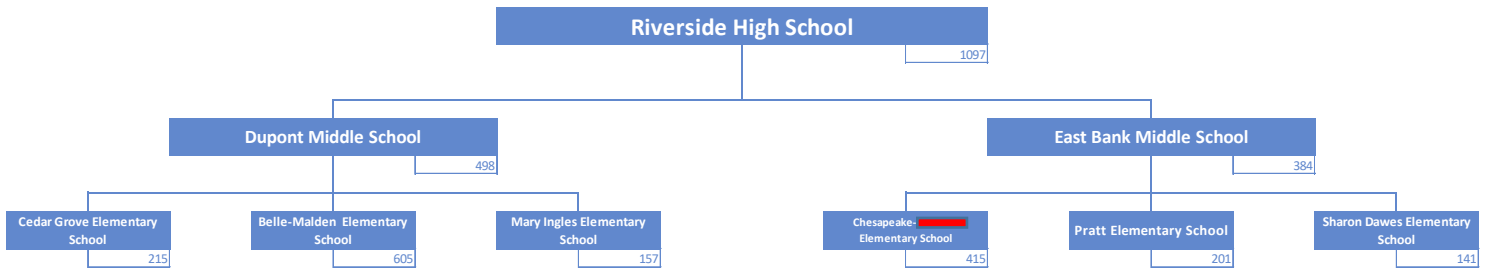 Riverside High School
1097
Dupont Middle School
498
East Bank Middle School
384
Cedar Grove Elementary
School
215
Belle-Malden Elementary
School
605
Mary Ingles Elementary
School
157
Chesapeake-
Elementary School
415
Pratt Elementary School
201
Sharon Dawes Elementary
School
141